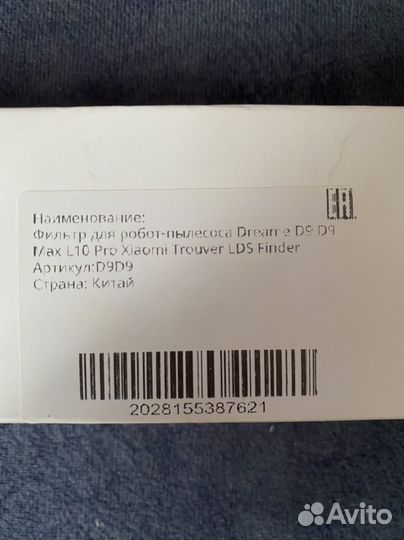 Наименование:
Фильтр для робот-пылесоса Dreame D9 D9
Max L10 Pro Xiaomi Trouver LDS Finder
Артикул:D9D9
Страна: Китай
EAC
2028155387621
Avito